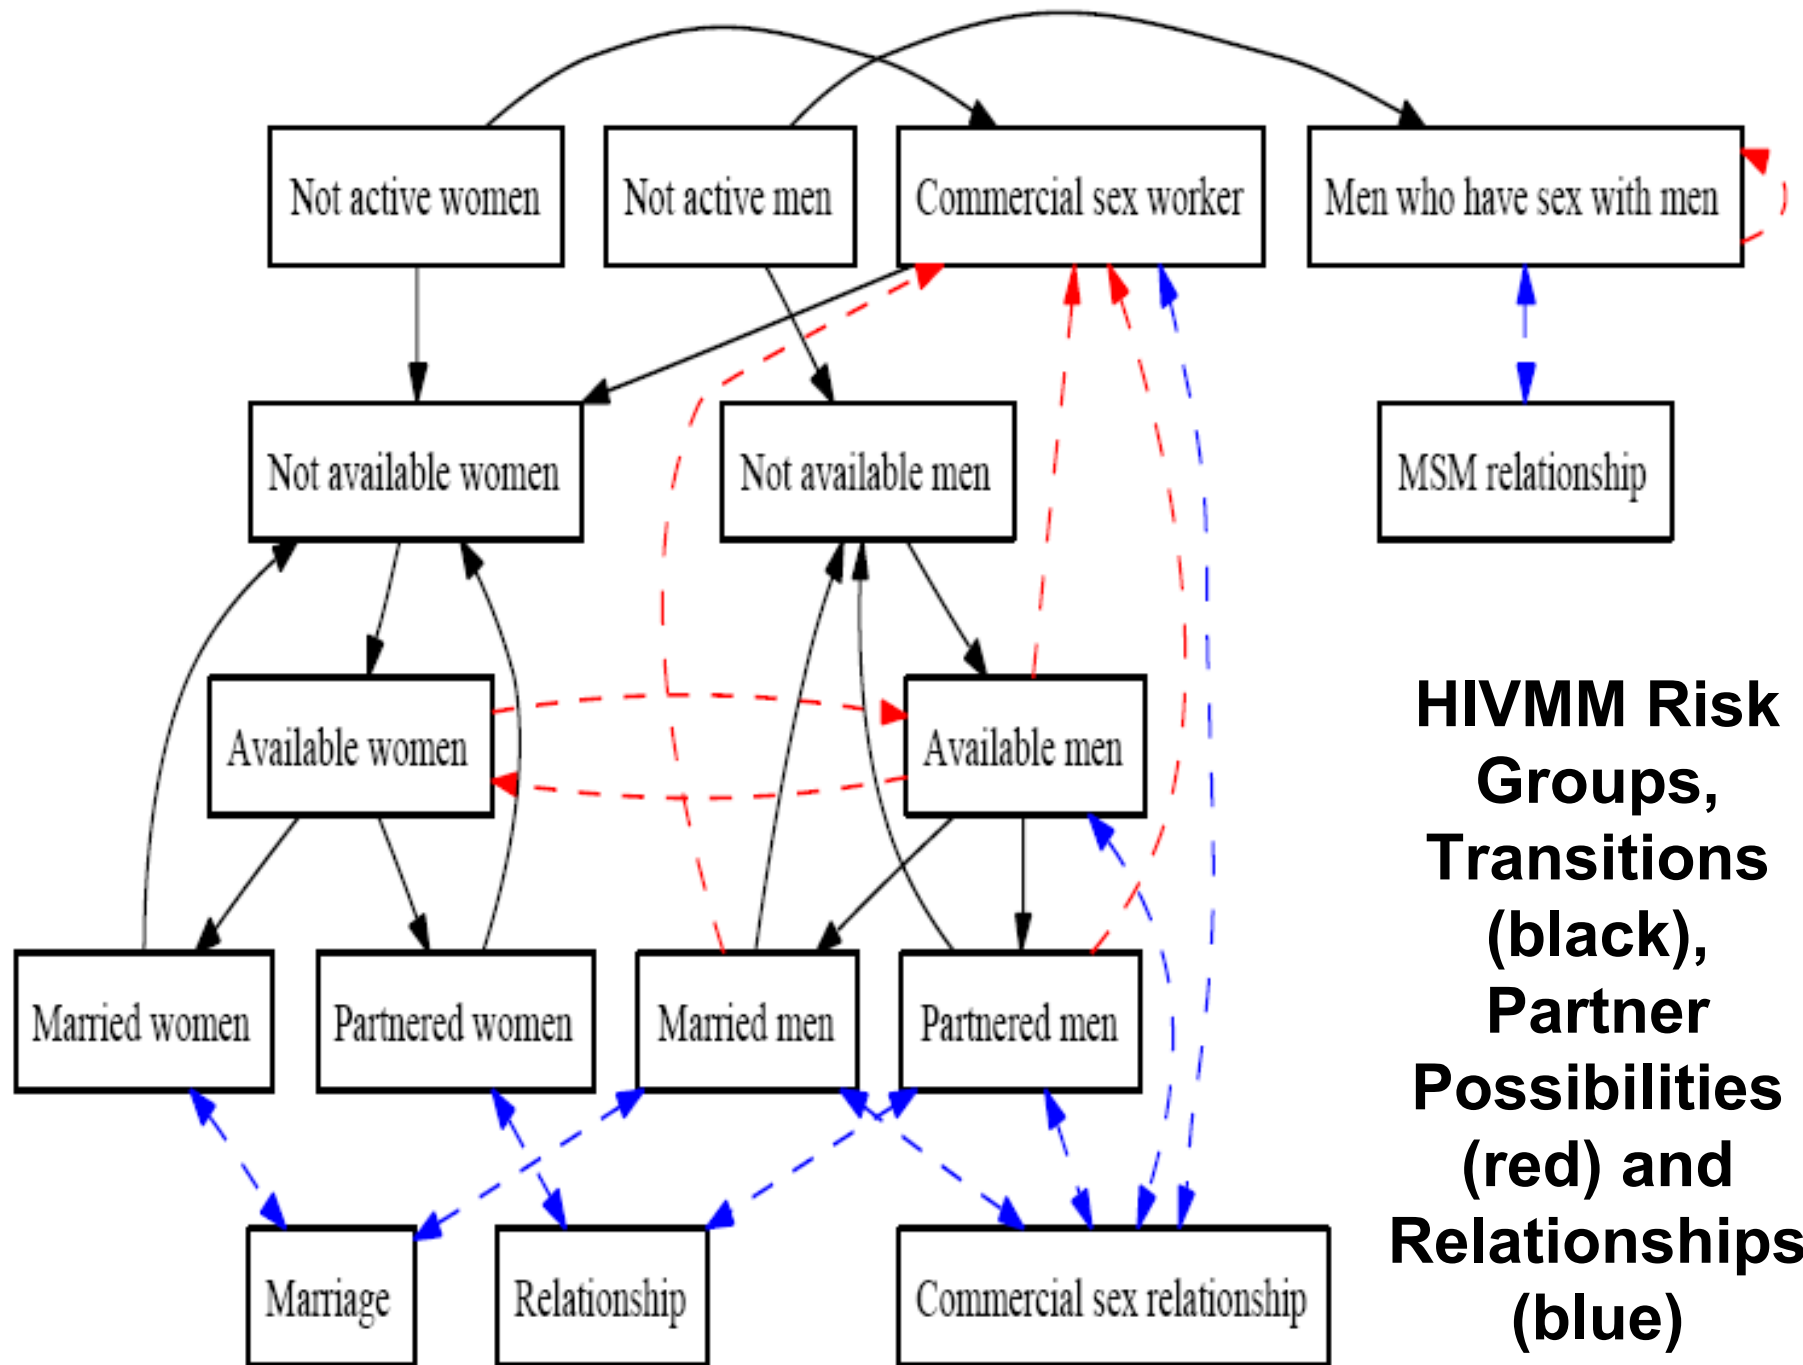 Not active women
Not active men
Commercial sex worker
Men who have sex with men
Not available women
Not available men
MSM relationship
Available women
Available men
Married women
Partnered women
Married men
Partnered men
Marriage
Relationship
Commercial sex relationship
HIVMM Risk
Groups,
Transitions
(black),
Partner
Possibilities
(red) and
Relationships
(blue)